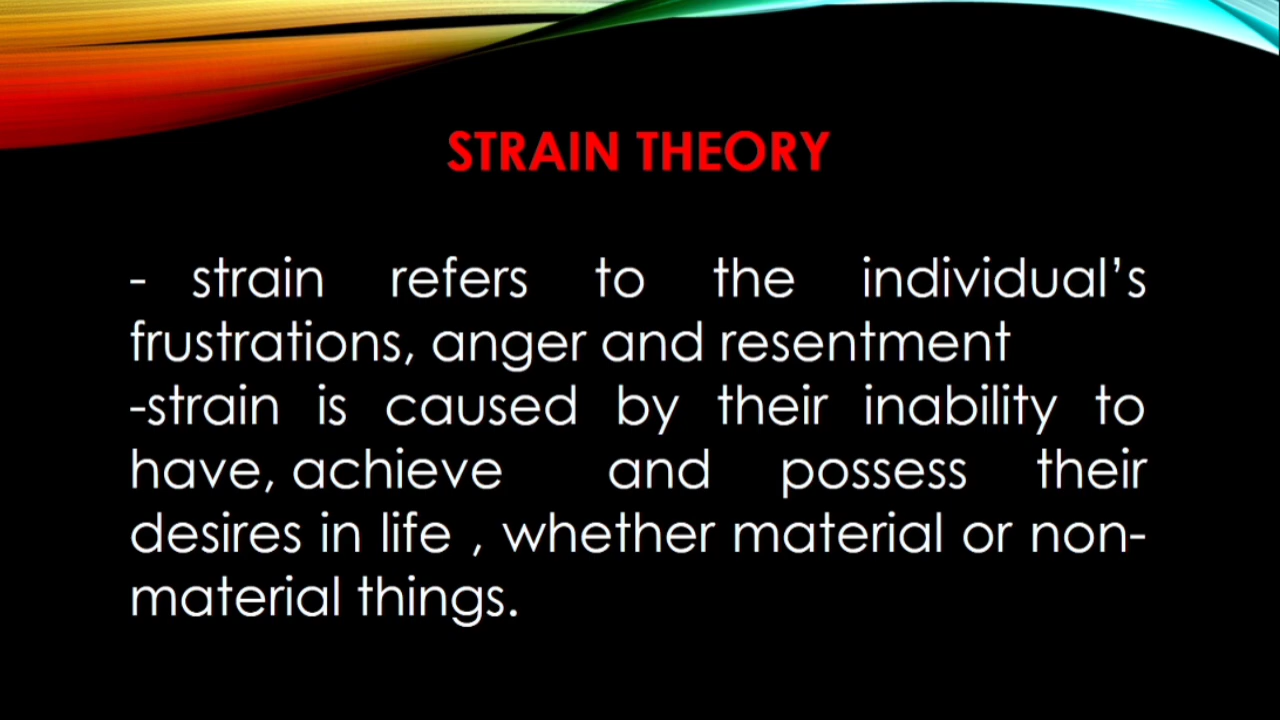 STRAIN THEORY
- strain refers to the individual’s
frustrations, anger and resentment
-strain is caused by their inability to
have, achieve and possess their
desires in life , whether material or non-
material things.